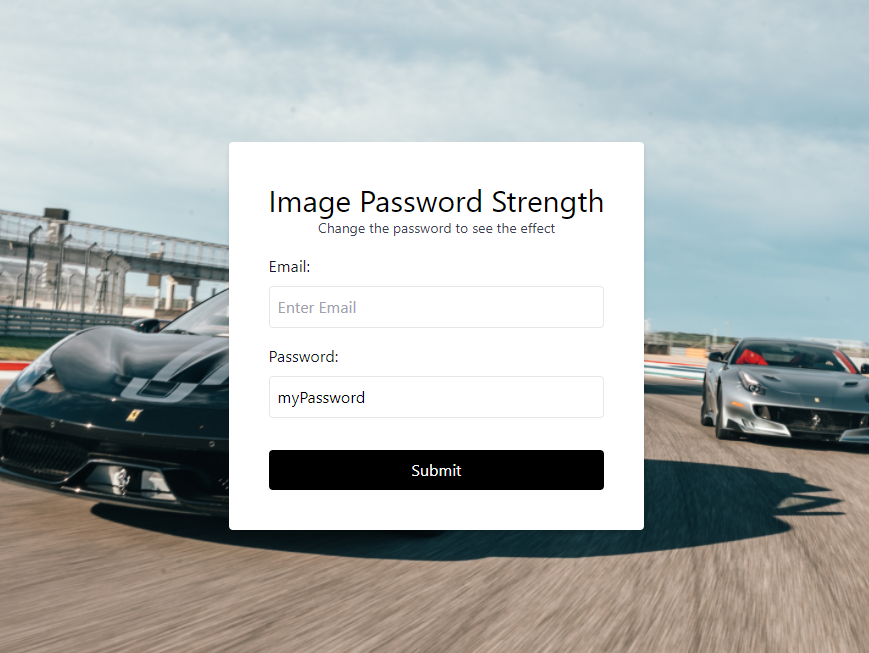 Image Password Strength
Change the password to see the effect
Email:
Enter Email
Password:
myPassword
Submit